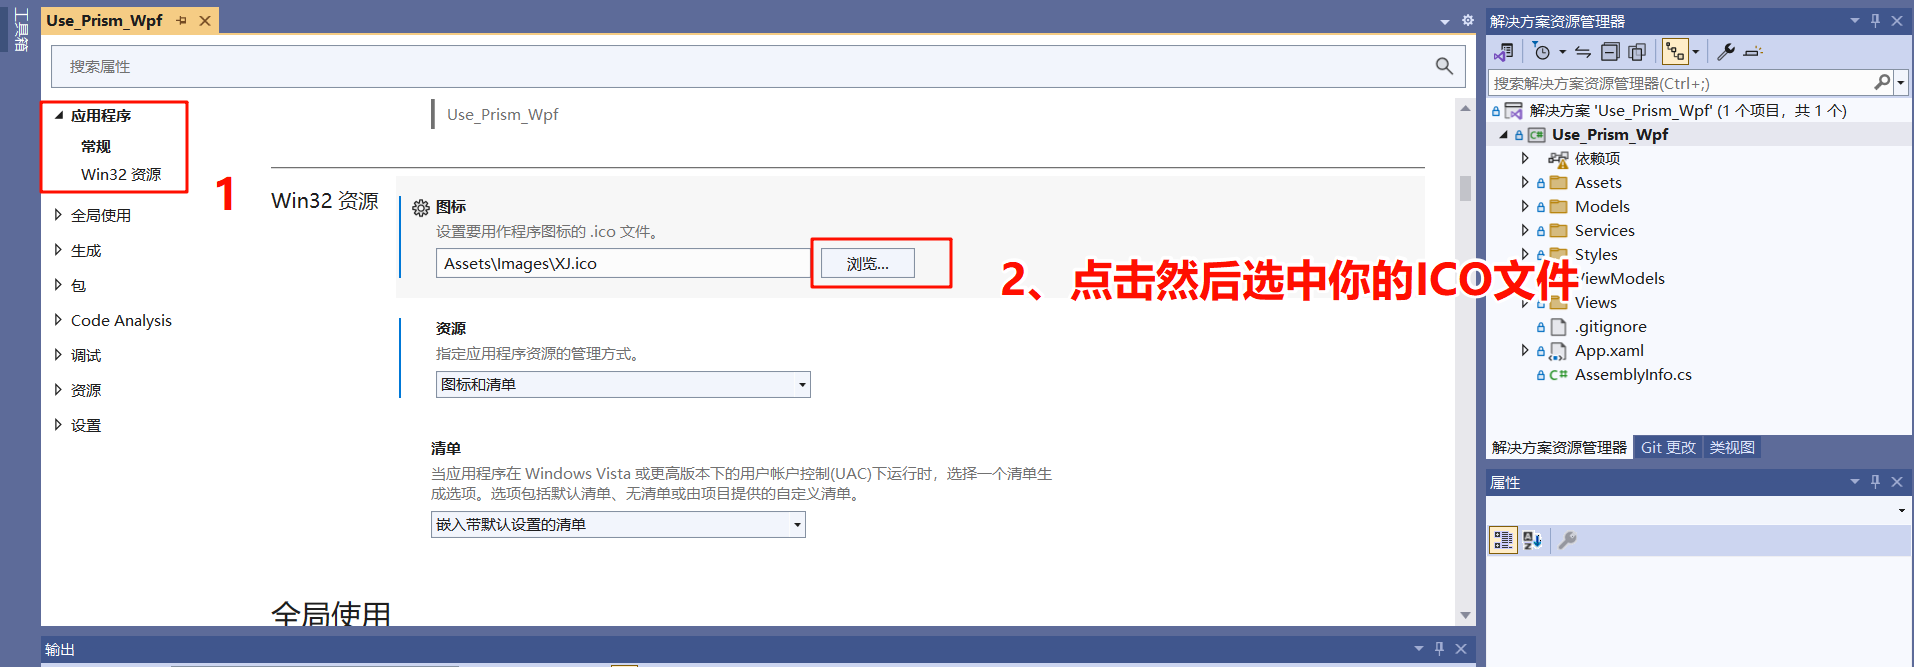 工具箱
Use_Prism_Wpf
搜索属性
应用程序
常规
Win32 资源
全局使用
生成
包
Code Analysis
调试
资源
设置
1
Use_Prism_Wpf
Win32 资源
图标
设置要用作程序图标的 .ico 文件。
Assets\Images\XJ.ico
浏览...
2、点击然后选中你的ICO文件
资源
指定应用程序资源的管理方式。
图标和清单
清单
当应用程序在 Windows Vista 或更高版本下的用户帐户控制(UAC)下运行时，选择一个清单生
成选项。选项包括默认清单、无清单或由项目提供的自定义清单。
嵌入带默认设置的清单
全局使用
输出
解决方案资源管理器
搜索解决方案资源管理器(Ctrl+;)
解决方案 'Use_Prism_Wpf' (1 个项目，共 1 个)
Use_Prism_Wpf
依赖项
Assets
Models
Services
Styles
ViewModels
Views
.gitignore
App.xaml
AssemblyInfo.cs
解决方案资源管理器 Git 更改 类视图
属性